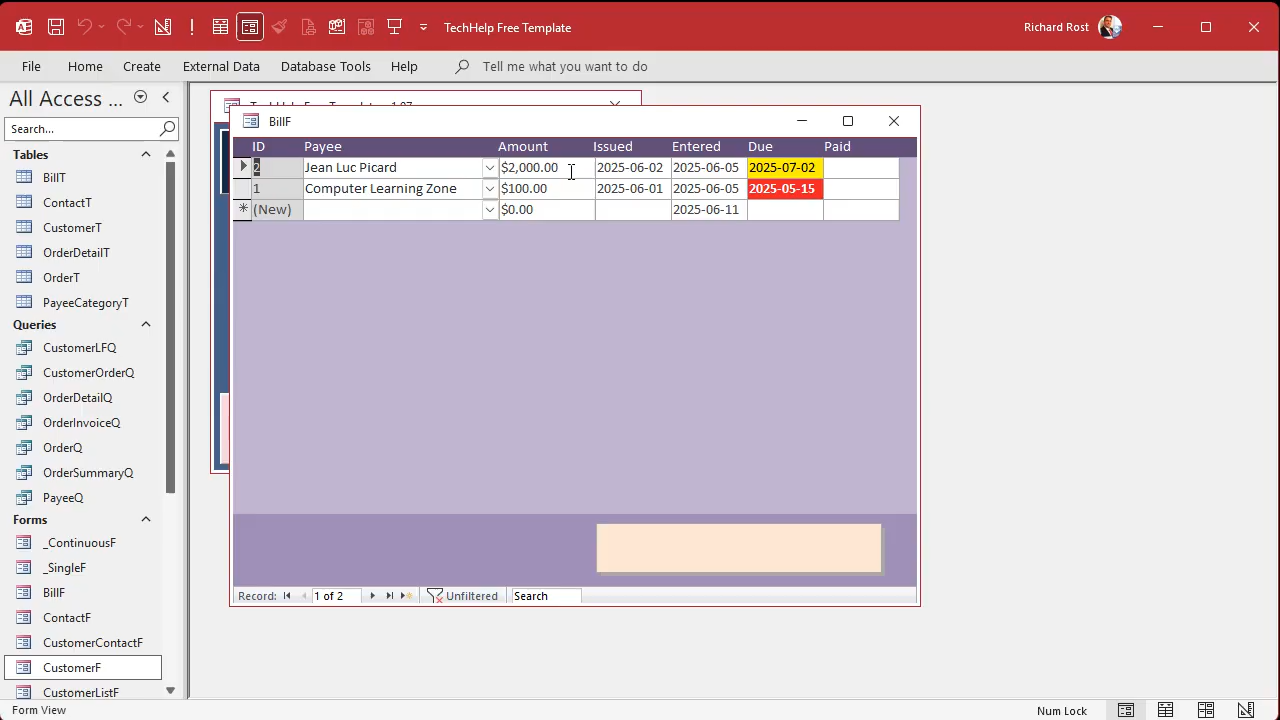 TechHelp Free Template
Richard Rost
File Home Create External Data Database Tools Help Tell me what you want to do
All Access ...
Search...
Tables
BillT
ContactT
CustomerT
OrderDetailT
OrderT
PayeeCategoryT
Queries
CustomerLFQ
CustomerOrderQ
OrderDetailQ
OrderInvoiceQ
OrderQ
OrderSummaryQ
PayeeQ
Forms
_ContinuousF
_SingleF
BillF
ContactF
CustomerContactF
CustomerF
CustomerListF
BillF
ID Payee Amount Issued Entered Due Paid
2 Jean Luc Picard $2,000.00 2025-06-02 2025-06-05 2025-07-02
1 Computer Learning Zone $100.00 2025-06-01 2025-06-05 2025-05-15
(New) $0.00 2025-06-11
Record: 1 of 2 Unfiltered Search
Form View
Num Lock